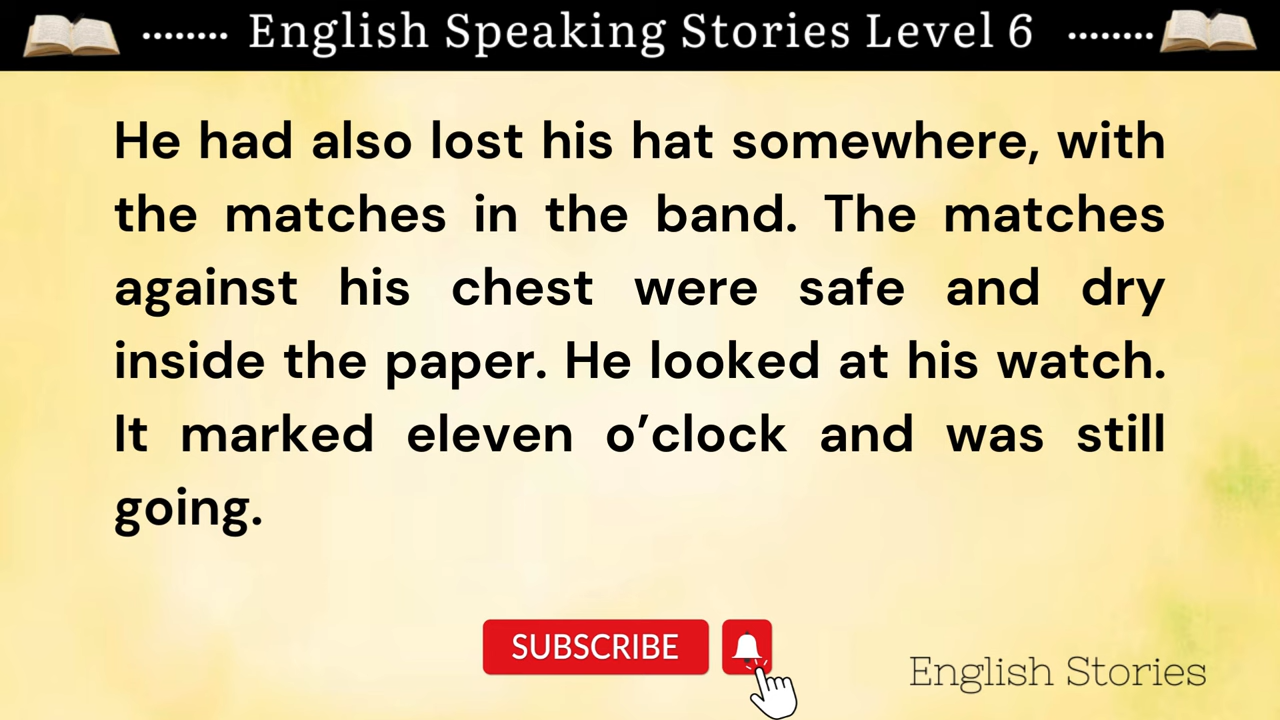 English Speaking Stories Level 6
He had also lost his hat somewhere, with
the matches in the band. The matches
against his chest were safe and dry
inside the paper. He looked at his watch.
It marked eleven o’clock and was still
going.
SUBSCRIBE
English Stories